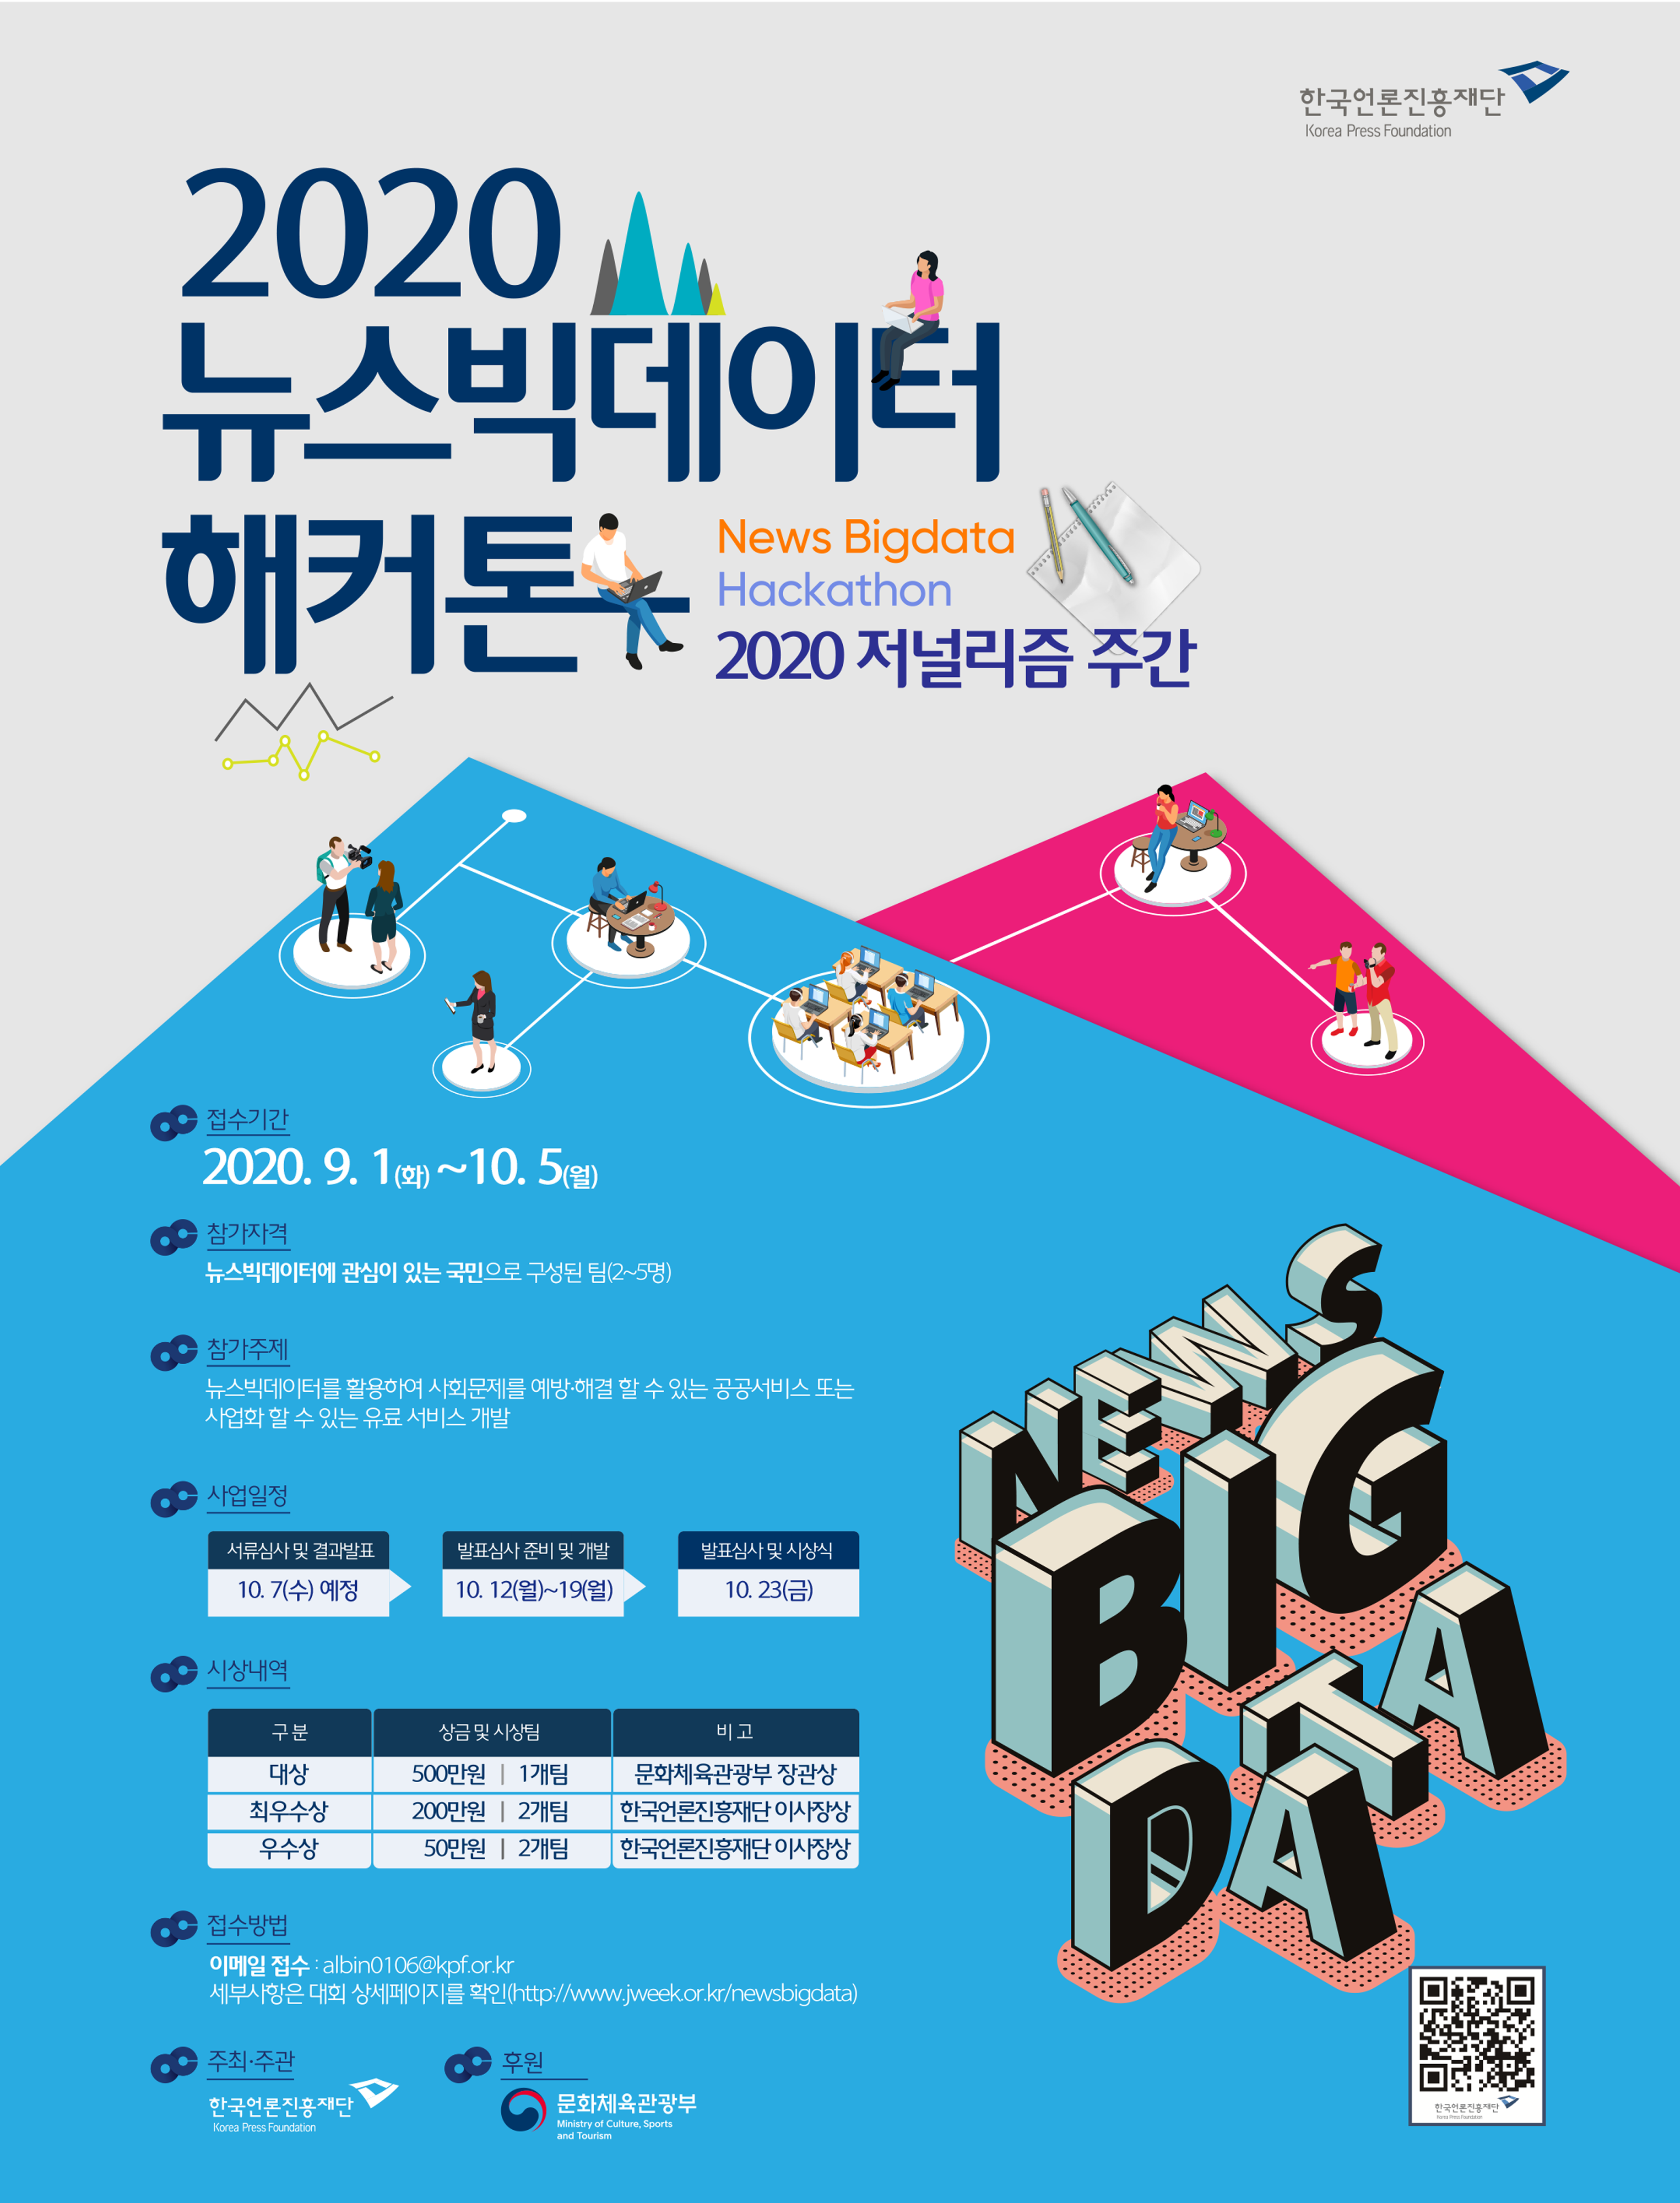 한국언론진흥재단
Korea Press Foundation
2020
뉴스빅데이터
해커톤
News Bigdata
Hackathon
2020 저널리즘 주간
접수기간
2020. 9. 1(화) ~10. 5(월)
참가자격
뉴스빅데이터에 관심이 있는 국민으로 구성된 팀(2~5명)
참가주제
뉴스빅데이터를 활용하여 사회문제를 예방·해결 할 수 있는 공공서비스 또는
사업화 할 수 있는 유료 서비스 개발
사업일정
서류심사 및 결과발표 발표심사 준비 및 개발 발표심사 및 시상식
10. 7(수) 예정 10. 12(월)~19(월) 10. 23(금)
시상내역
구 분 상금 및 시상팀 비 고
대상 500만원 | 1개팀 문화체육관광부 장관상
최우수상 200만원 | 2개팀 한국언론진흥재단 이사장상
우수상 50만원 | 2개팀 한국언론진흥재단 이사장상
접수방법
이메일 접수 : albin0106@kpf.or.kr
세부사항은 대회 상세페이지를 확인(http://www.jweek.or.kr/newsbigdata)
주최·주관
한국언론진흥재단
Korea Press Foundation
후원
문화체육관광부
Ministry of Culture, Sports
and Tourism
NEWS
BIG
DATA
한국언론진흥재단
Korea Press Foundation